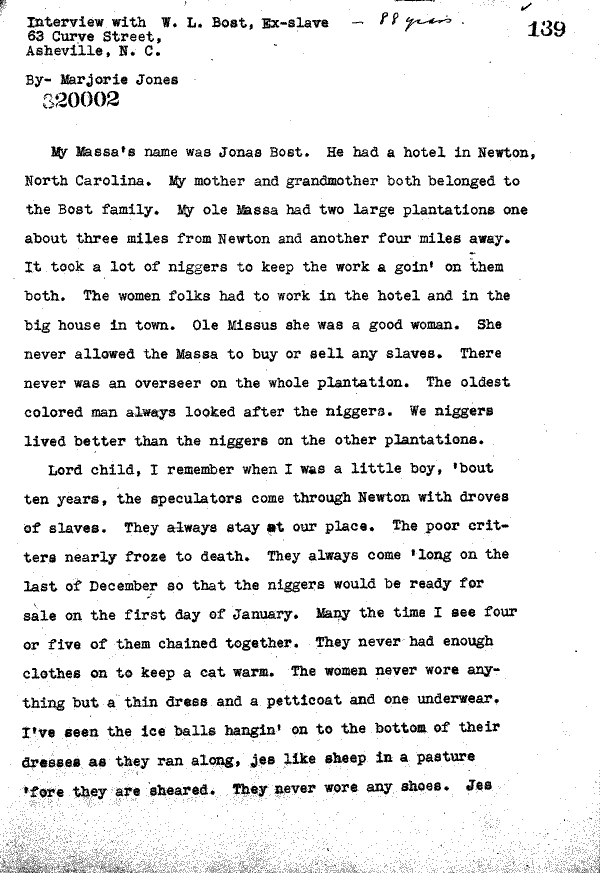 Interview with W. L. Bost, Ex-slave — 88 years.
139
63 Curve Street,
Asheville, N. C.
By- Marjorie Jones
320002
My Massa's name was Jonas Bost. He had a hotel in Newton,
North Carolina. My mother and grandmother both belonged to
the Bost family. My ole Massa had two large plantations one
about three miles from Newton and another four miles away.
It took a lot of niggers to keep the work a goin' on them
both. The women folks had to work in the hotel and in the
big house in town. Ole Missus she was a good woman. She
never allowed the Massa to buy or sell any slaves. There
never was an overseer on the whole plantation. The oldest
colored man always looked after the niggers. We niggers
lived better than the niggers on the other plantations.
Lord child, I remember when I was a little boy, 'bout
ten years, the speculators come through Newton with droves
of slaves. They always stay at our place. The poor crit-
ters nearly froze to death. They always come 'long on the
last of December so that the niggers would be ready for
sale on the first day of January. Many the time I see four
or five of them chained together. They never had enough
clothes on to keep a cat warm. The women never wore any-
thing but a thin dress and a petticoat and one underwear.
I've seen the ice balls hangin' on to the bottom of their
dresses as they ran along, jes like sheep in a pasture
'fore they are sheared. They never wore any shoes. Jes